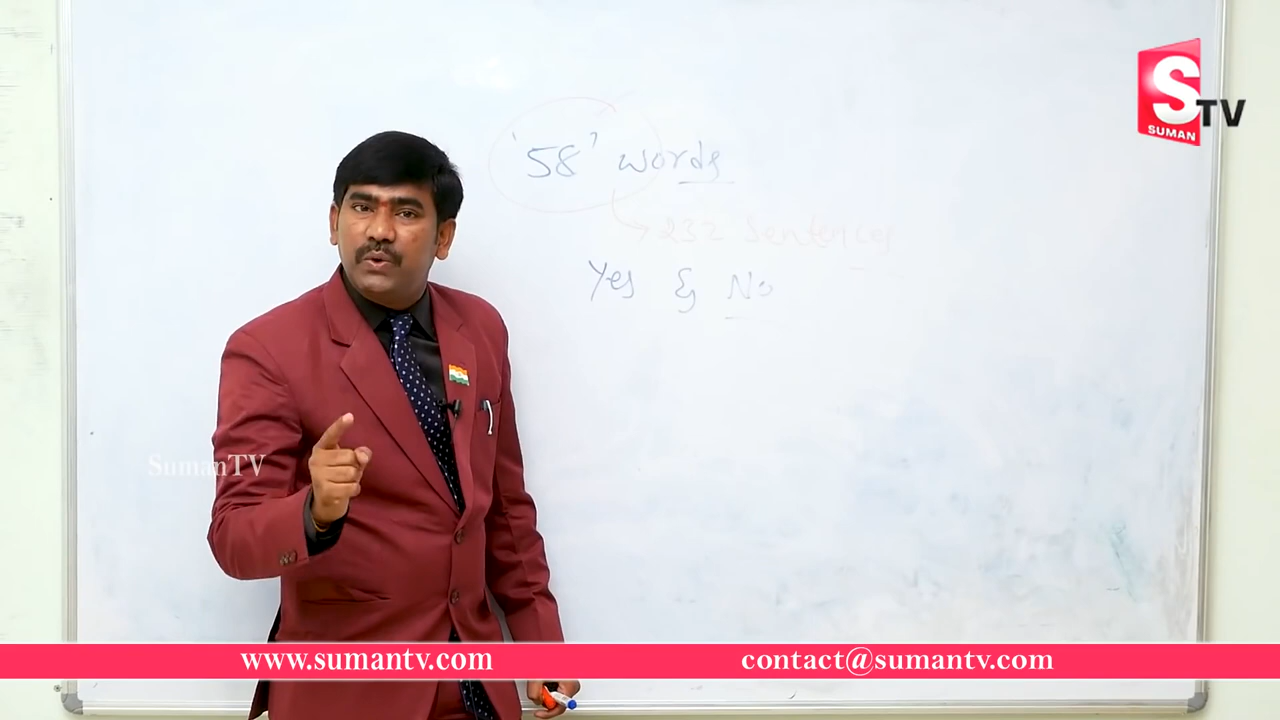 S
TV
SUMAN
'58' words
232 Sentences
Yes & No
SumanTV
www.sumantv.com
contact@sumantv.com